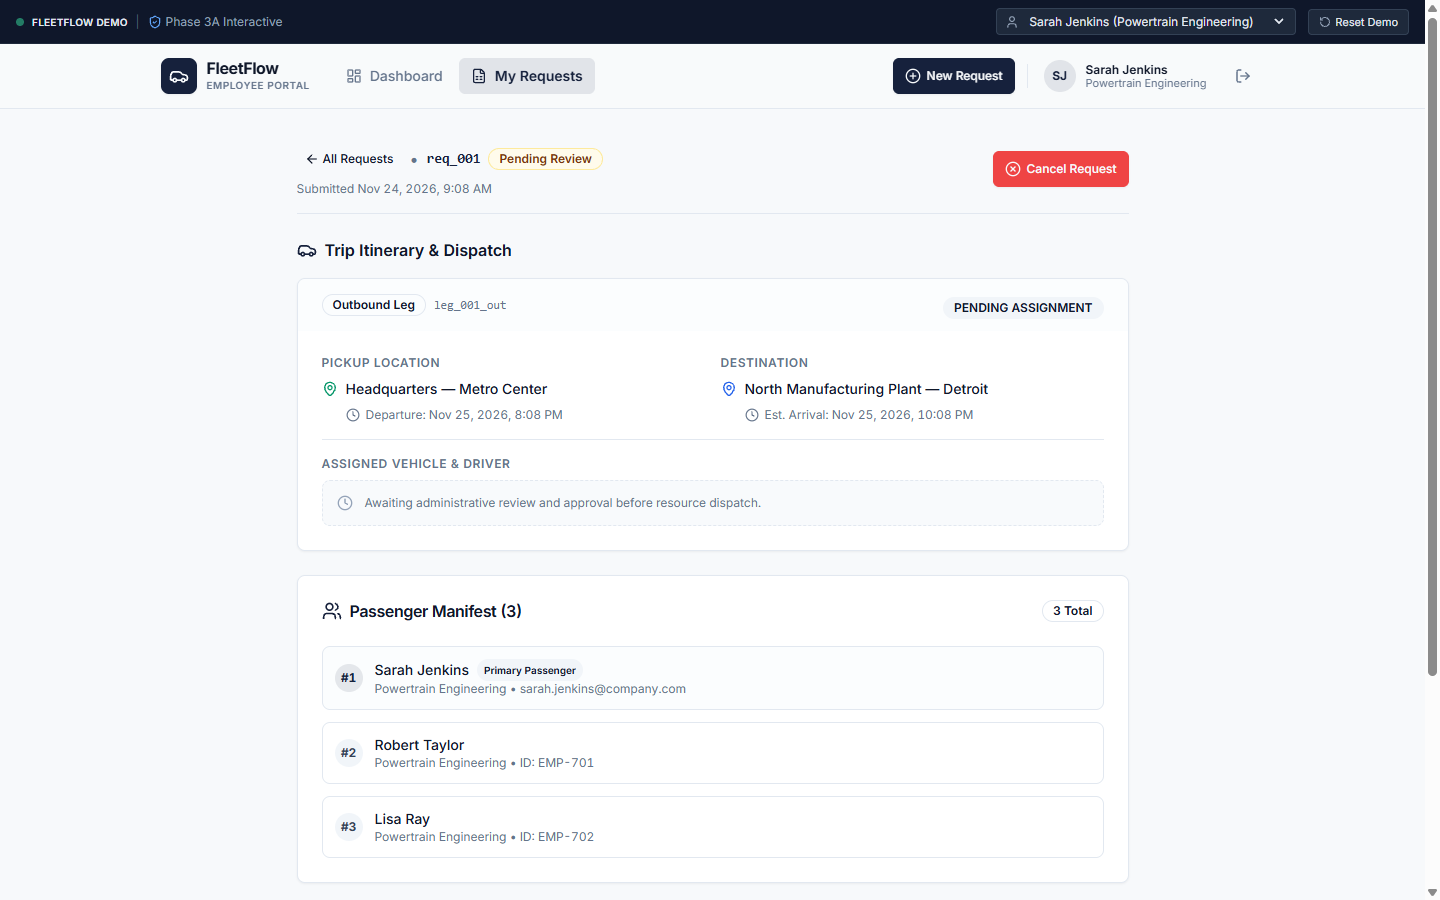 FLEETFLOW DEMO
Phase 3A Interactive
Sarah Jenkins (Powertrain Engineering)
Reset Demo
FleetFlow
EMPLOYEE PORTAL
Dashboard
My Requests
New Request
SJ
Sarah Jenkins
Powertrain Engineering
All Requests
• req_001
Pending Review
Submitted Nov 24, 2026, 9:08 AM
Cancel Request
Trip Itinerary & Dispatch
Outbound Leg
leg_001_out
PENDING ASSIGNMENT
PICKUP LOCATION
Headquarters — Metro Center
Departure: Nov 25, 2026, 8:08 PM
DESTINATION
North Manufacturing Plant — Detroit
Est. Arrival: Nov 25, 2026, 10:08 PM
ASSIGNED VEHICLE & DRIVER
Awaiting administrative review and approval before resource dispatch.
Passenger Manifest (3)
3 Total
#1
Sarah Jenkins
Primary Passenger
Powertrain Engineering • sarah.jenkins@company.com
#2
Robert Taylor
Powertrain Engineering • ID: EMP-701
#3
Lisa Ray
Powertrain Engineering • ID: EMP-702